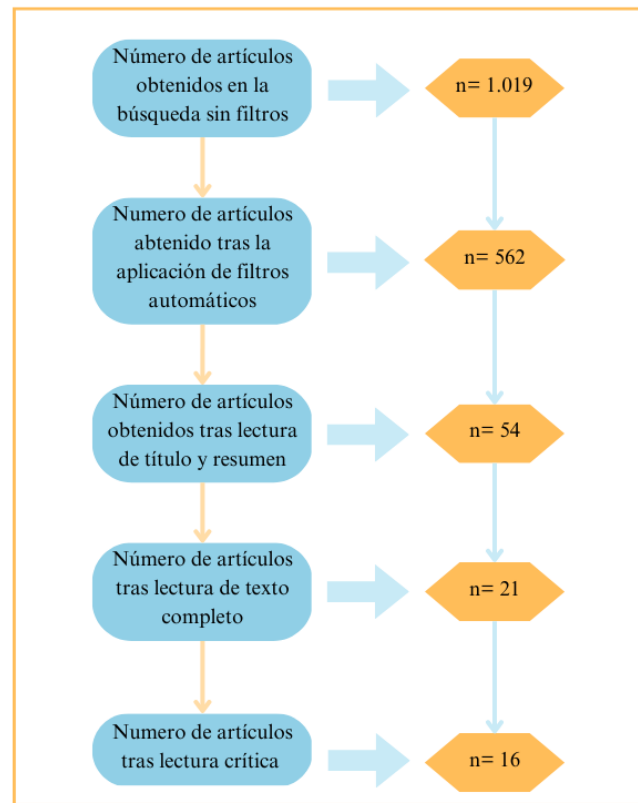 Número de artículos
obtenidos en la
búsqueda sin filtros
n= 1.019
Numero de artículos
abtenido tras la
aplicación de filtros
automáticos
n= 562
Número de artículos
obtenidos tras lectura
de título y resumen
n= 54
Número de artículos
tras lectura de texto
completo
n= 21
Numero de artículos
tras lectura crítica
n= 16